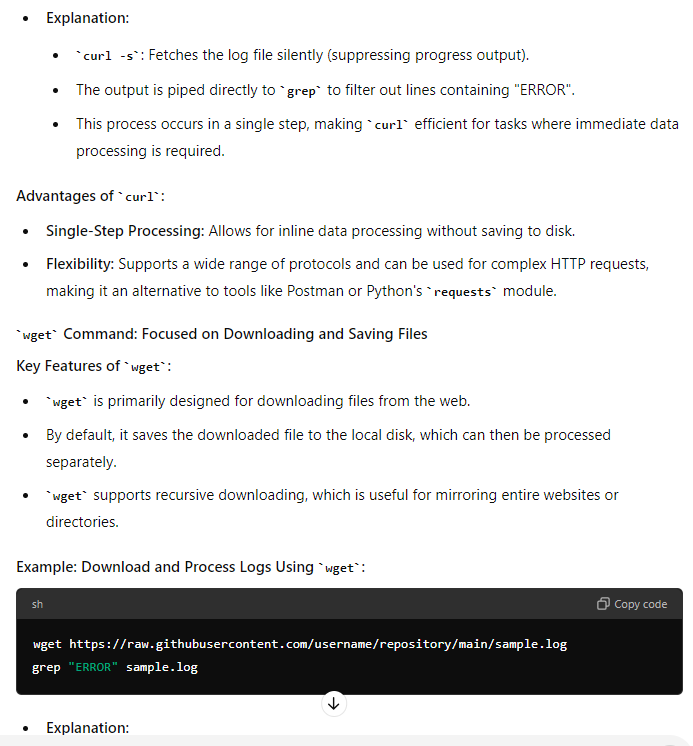 Explanation:
`curl -s`: Fetches the log file silently (suppressing progress output).
The output is piped directly to `grep` to filter out lines containing "ERROR".
This process occurs in a single step, making `curl` efficient for tasks where immediate data
processing is required.
Advantages of `curl`:
Single-Step Processing: Allows for inline data processing without saving to disk.
Flexibility: Supports a wide range of protocols and can be used for complex HTTP requests,
making it an alternative to tools like Postman or Python's `requests` module.
`wget` Command: Focused on Downloading and Saving Files
Key Features of `wget`:
`wget` is primarily designed for downloading files from the web.
By default, it saves the downloaded file to the local disk, which can then be processed
separately.
`wget` supports recursive downloading, which is useful for mirroring entire websites or
directories.
Example: Download and Process Logs Using `wget`:
sh Copy code
wget https://raw.githubusercontent.com/username/repository/main/sample.log
grep "ERROR" sample.log
Explanation: